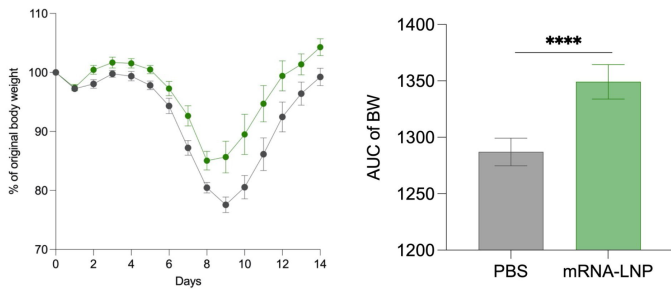 110
100
90
80
70
% of original body weight
0 2 4 6 8 10 12 14
Days
1400
1350
1300
1250
1200
AUC of BW
****
PBS mRNA-LNP